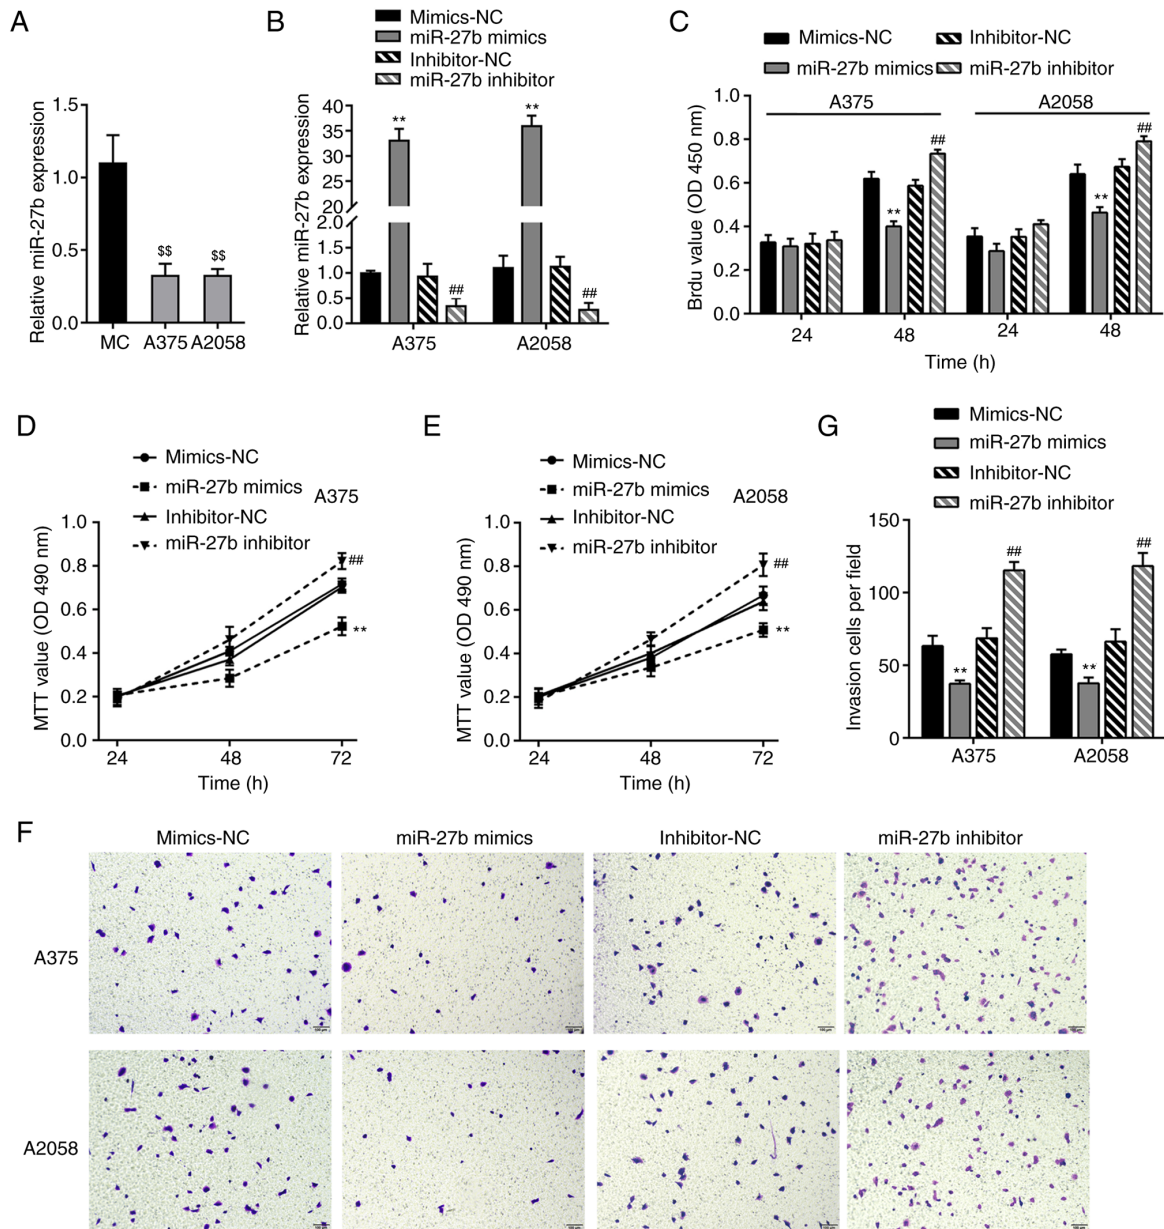 A
Relative miR-27b expression
1.5
1.0
0.5
0.0
$$
$$
MC
A375
A2058
B
Mimics-NC
miR-27b mimics
Inhibitor-NC
miR-27b inhibitor
Relative miR-27b expression
40
35
30
25
20
2.0
1.5
1.0
0.5
0.0
**
##
**
##
A375
A2058
C
Mimics-NC
miR-27b mimics
Inhibitor-NC
miR-27b inhibitor
A375
A2058
Brdu value (OD 450 nm)
1.0
0.8
0.6
0.4
0.2
0.0
**
##
**
##
24
48
24
48
Time (h)
D
Mimics-NC
miR-27b mimics
Inhibitor-NC
miR-27b inhibitor
A375
MTT value (OD 490 nm)
1.0
0.8
0.6
0.4
0.2
0.0
##
**
24
48
72
Time (h)
E
Mimics-NC
miR-27b mimics
Inhibitor-NC
miR-27b inhibitor
A2058
MTT value (OD 490 nm)
1.0
0.8
0.6
0.4
0.2
0.0
##
**
24
48
72
Time (h)
G
Mimics-NC
miR-27b mimics
Inhibitor-NC
miR-27b inhibitor
Invasion cells per field
150
100
50
0
**
##
**
##
A375
A2058
F
Mimics-NC
miR-27b mimics
Inhibitor-NC
miR-27b inhibitor
A375
A2058